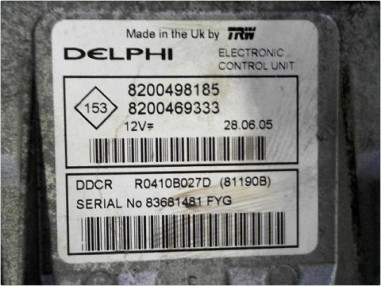 Made in the Uk by TRW
DELPHI ELECTRONIC
CONTROL UNIT
153
8200498185
8200469333
12V⎓ 28.06.05
DDCR R0410B027D (81190B)
SERIAL No 83681481 FYG